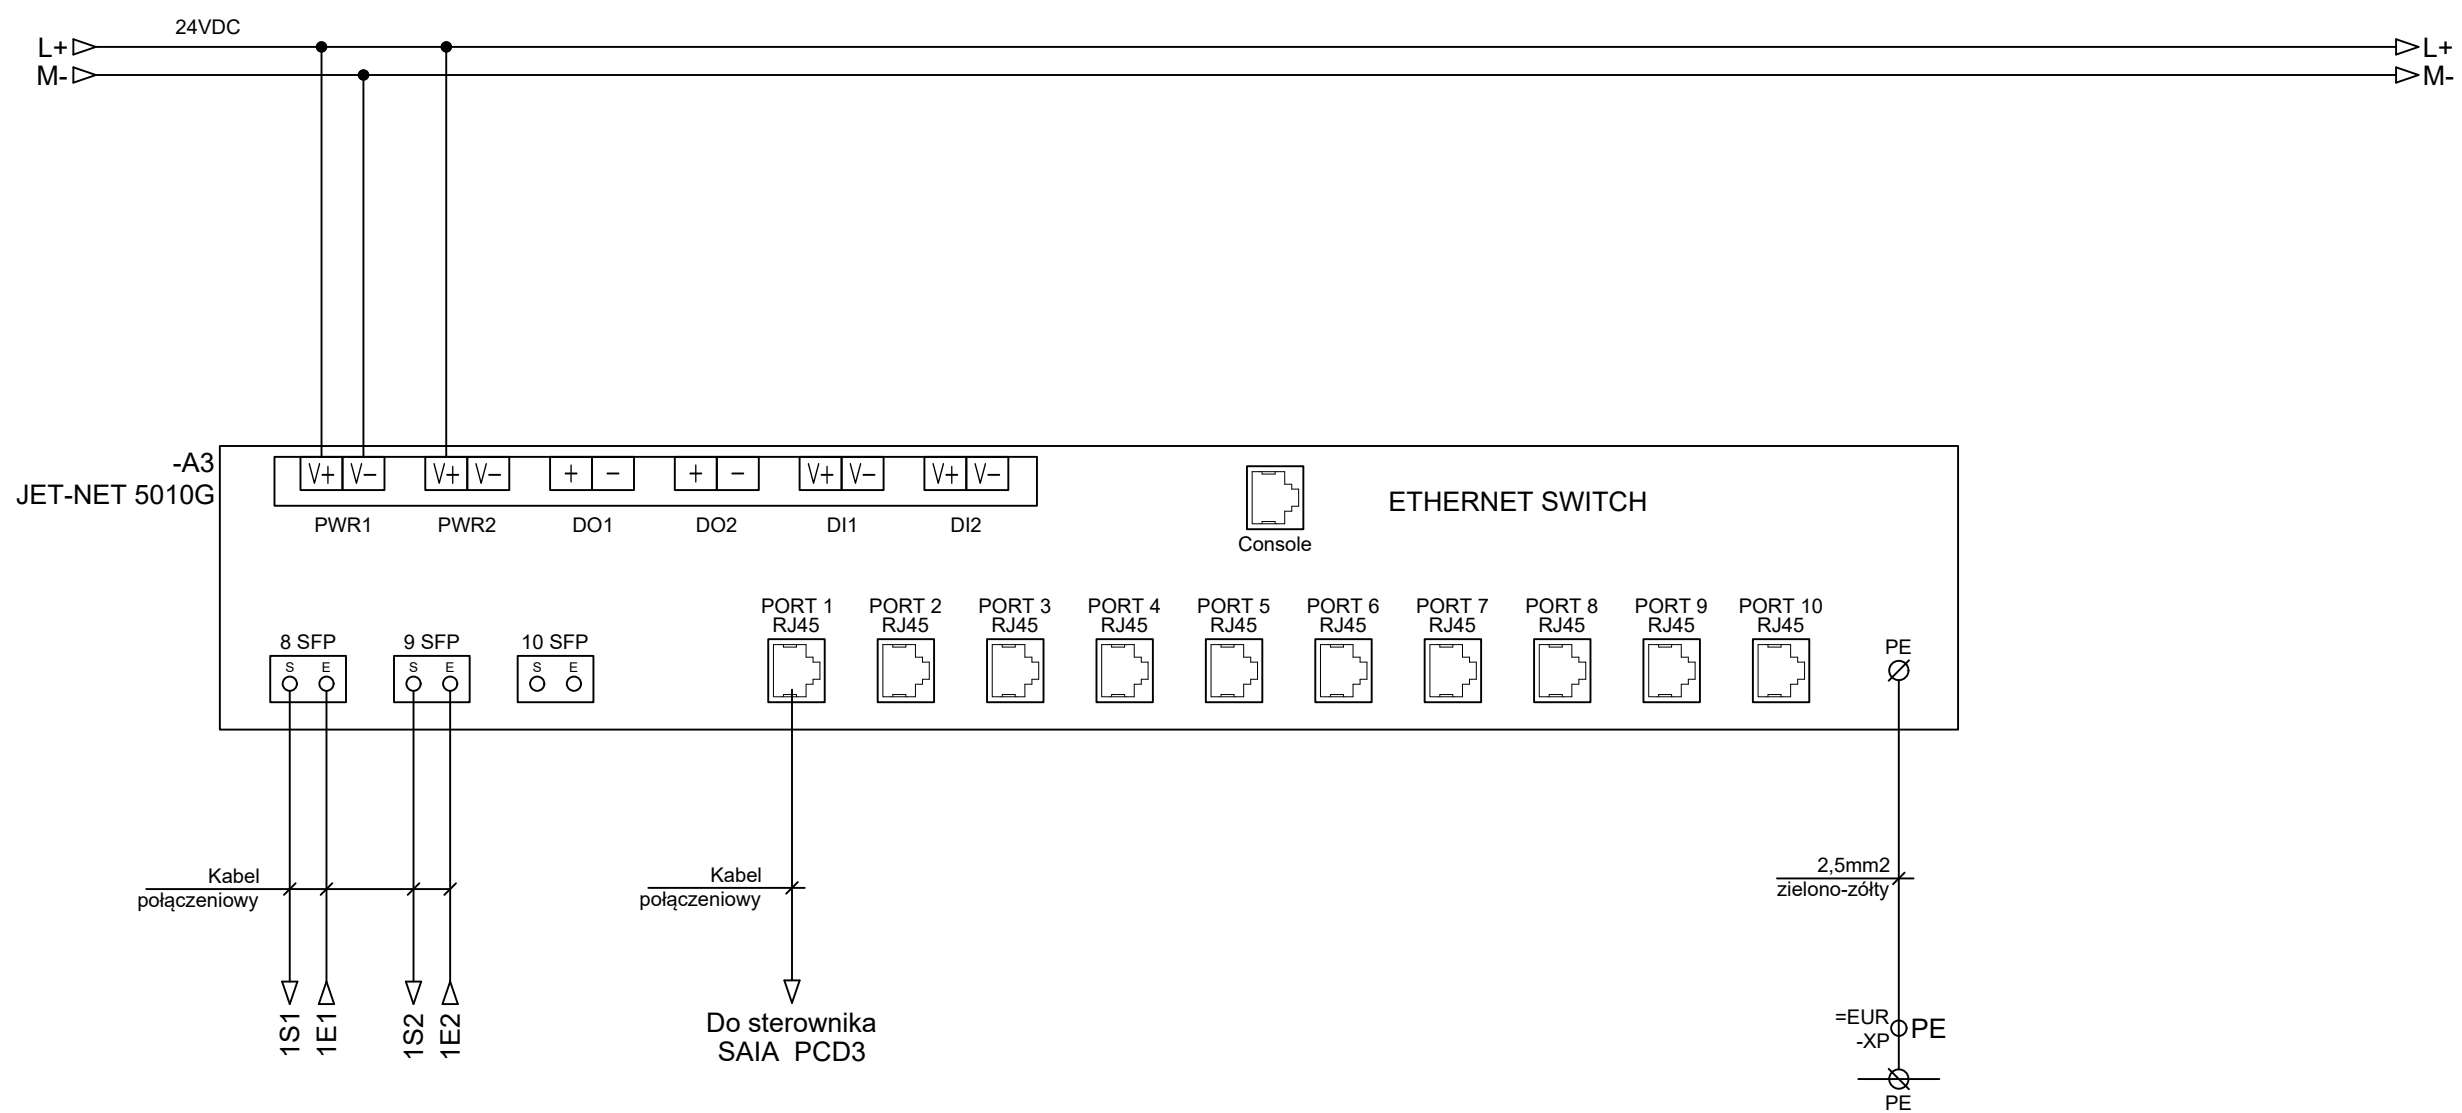 24VDC
L+ L+
M- M-
-A3
JET-NET 5010G
V+ V- V+ V- + - + - V+ V- V+ V-
PWR1 PWR2 DO1 DO2 DI1 DI2
ETHERNET SWITCH
Console
PORT 1 PORT 2 PORT 3 PORT 4 PORT 5 PORT 6 PORT 7 PORT 8 PORT 9 PORT 10
RJ45 RJ45 RJ45 RJ45 RJ45 RJ45 RJ45 RJ45 RJ45 RJ45
8 SFP 9 SFP 10 SFP
S E S E S E
PE
Kabel
połączeniowy
Kabel
połączeniowy
2,5mm2
zielono-zółty
1S1 1E1 1S2 1E2
Do sterownika
SAIA PCD3
=EUR
-XP
PE
PE